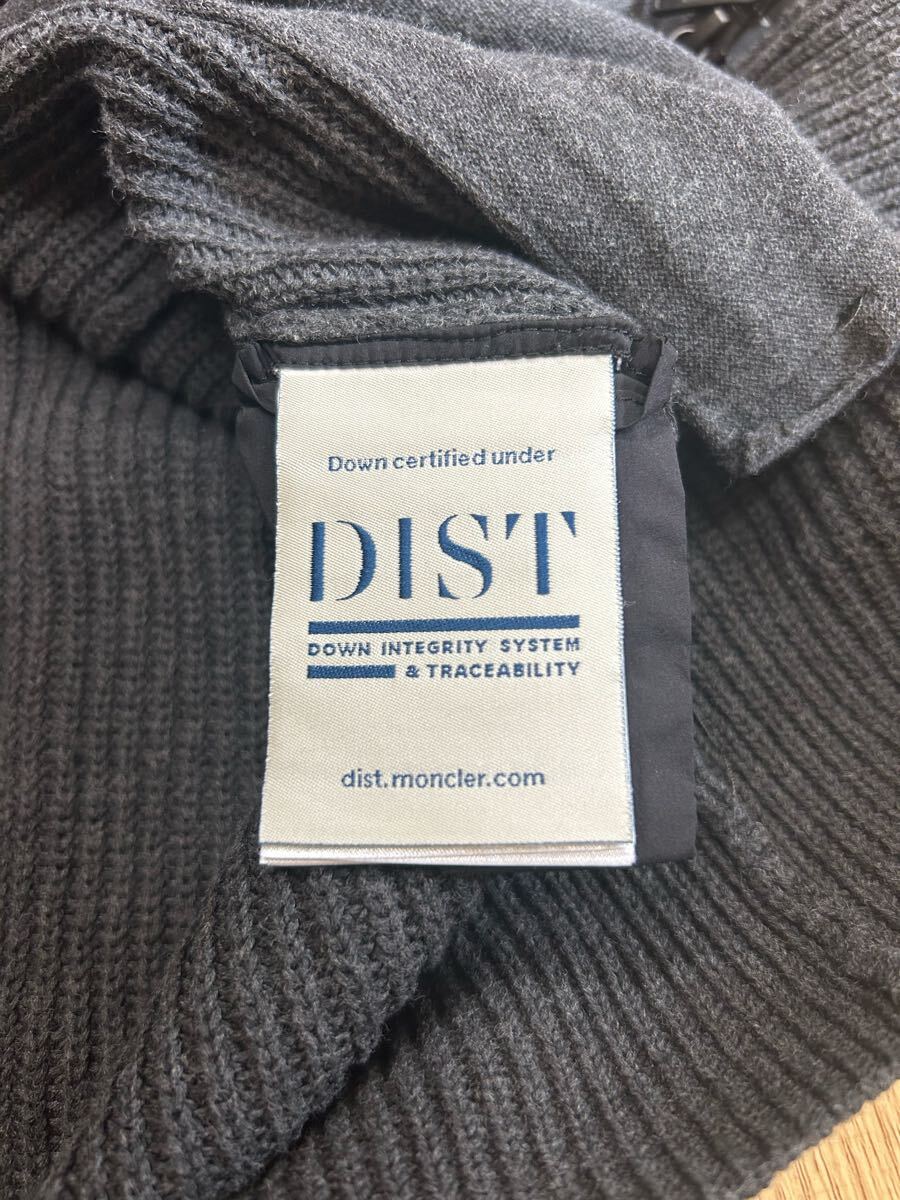 Down certified under
DIST
DOWN INTEGRITY SYSTEM
& TRACEABILITY
dist.moncler.com